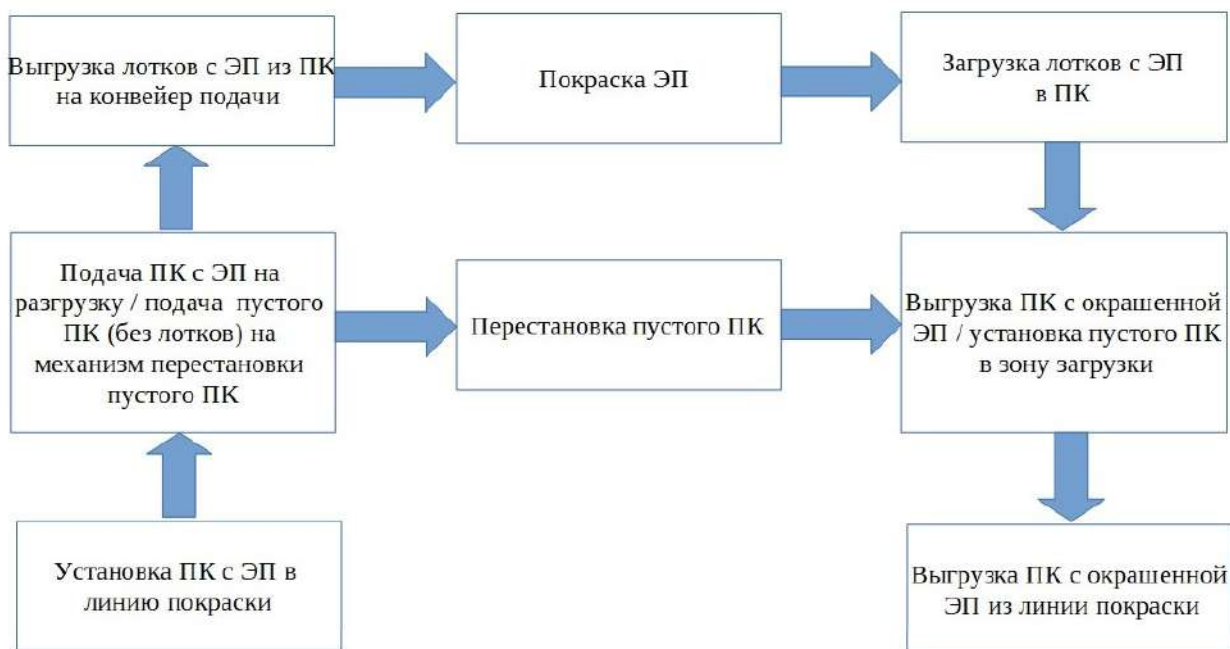 Выгрузка лотков с ЭП из ПК
на конвейер подачи
Покраска ЭП
Загрузка лотков с ЭП
в ПК
Подача ПК с ЭП на
разгрузку / подача пустого
ПК (без лотков) на
механизм перестановки
пустого ПК
Перестановка пустого ПК
Выгрузка ПК с окрашенной
ЭП / установка пустого ПК
в зону загрузки
Установка ПК с ЭП в
линию покраски
Выгрузка ПК с окрашенной
ЭП из линии покраски